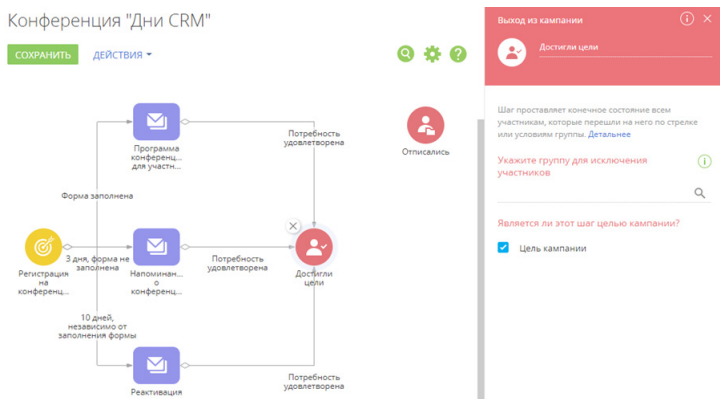 Конференция "Дни CRM"
СОХРАНИТЬ
ДЕЙСТВИЯ
Программа
конференц...
для участн...
Потребность
удовлетворена
Отписались
Форма заполнена
Регистрация
на
конференц...
3 дня, форма не
заполнена
Напоминан...
о
конференц...
Потребность
удовлетворена
Достигли
цели
10 дней,
независимо от
заполнения формы
Реактивация
Потребность
удовлетворена
Выход из кампании
Достигли цели
Шаг проставляет конечное состояние всем
участникам, которые перешли на него по стрелке
или условиям группы. Детальнее
Укажите группу для исключения
участников
Является ли этот шаг целью кампании?
Цель кампании